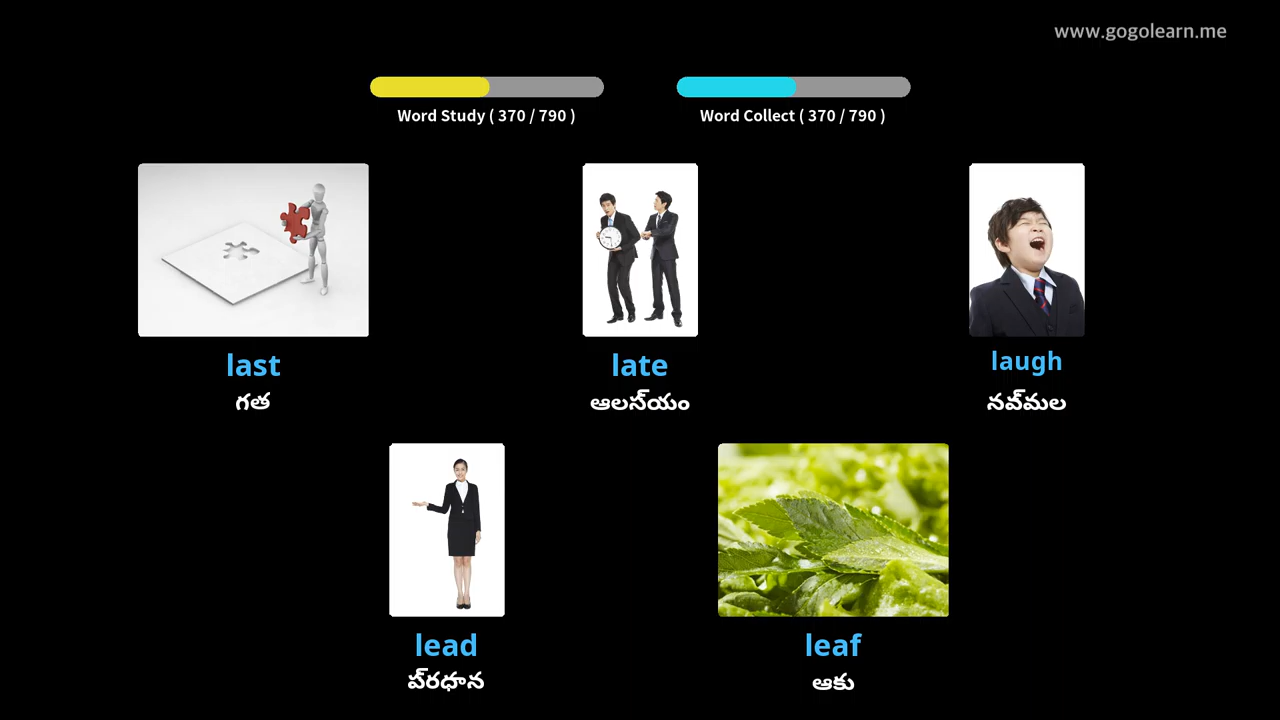 www.gogolearn.me
Word Study ( 370 / 790 )
Word Collect ( 370 / 790 )
last
గత
late
ఆలస్‌యం
laugh
నవ్‌మల
lead
ప్‌రధాన
leaf
ఆకు